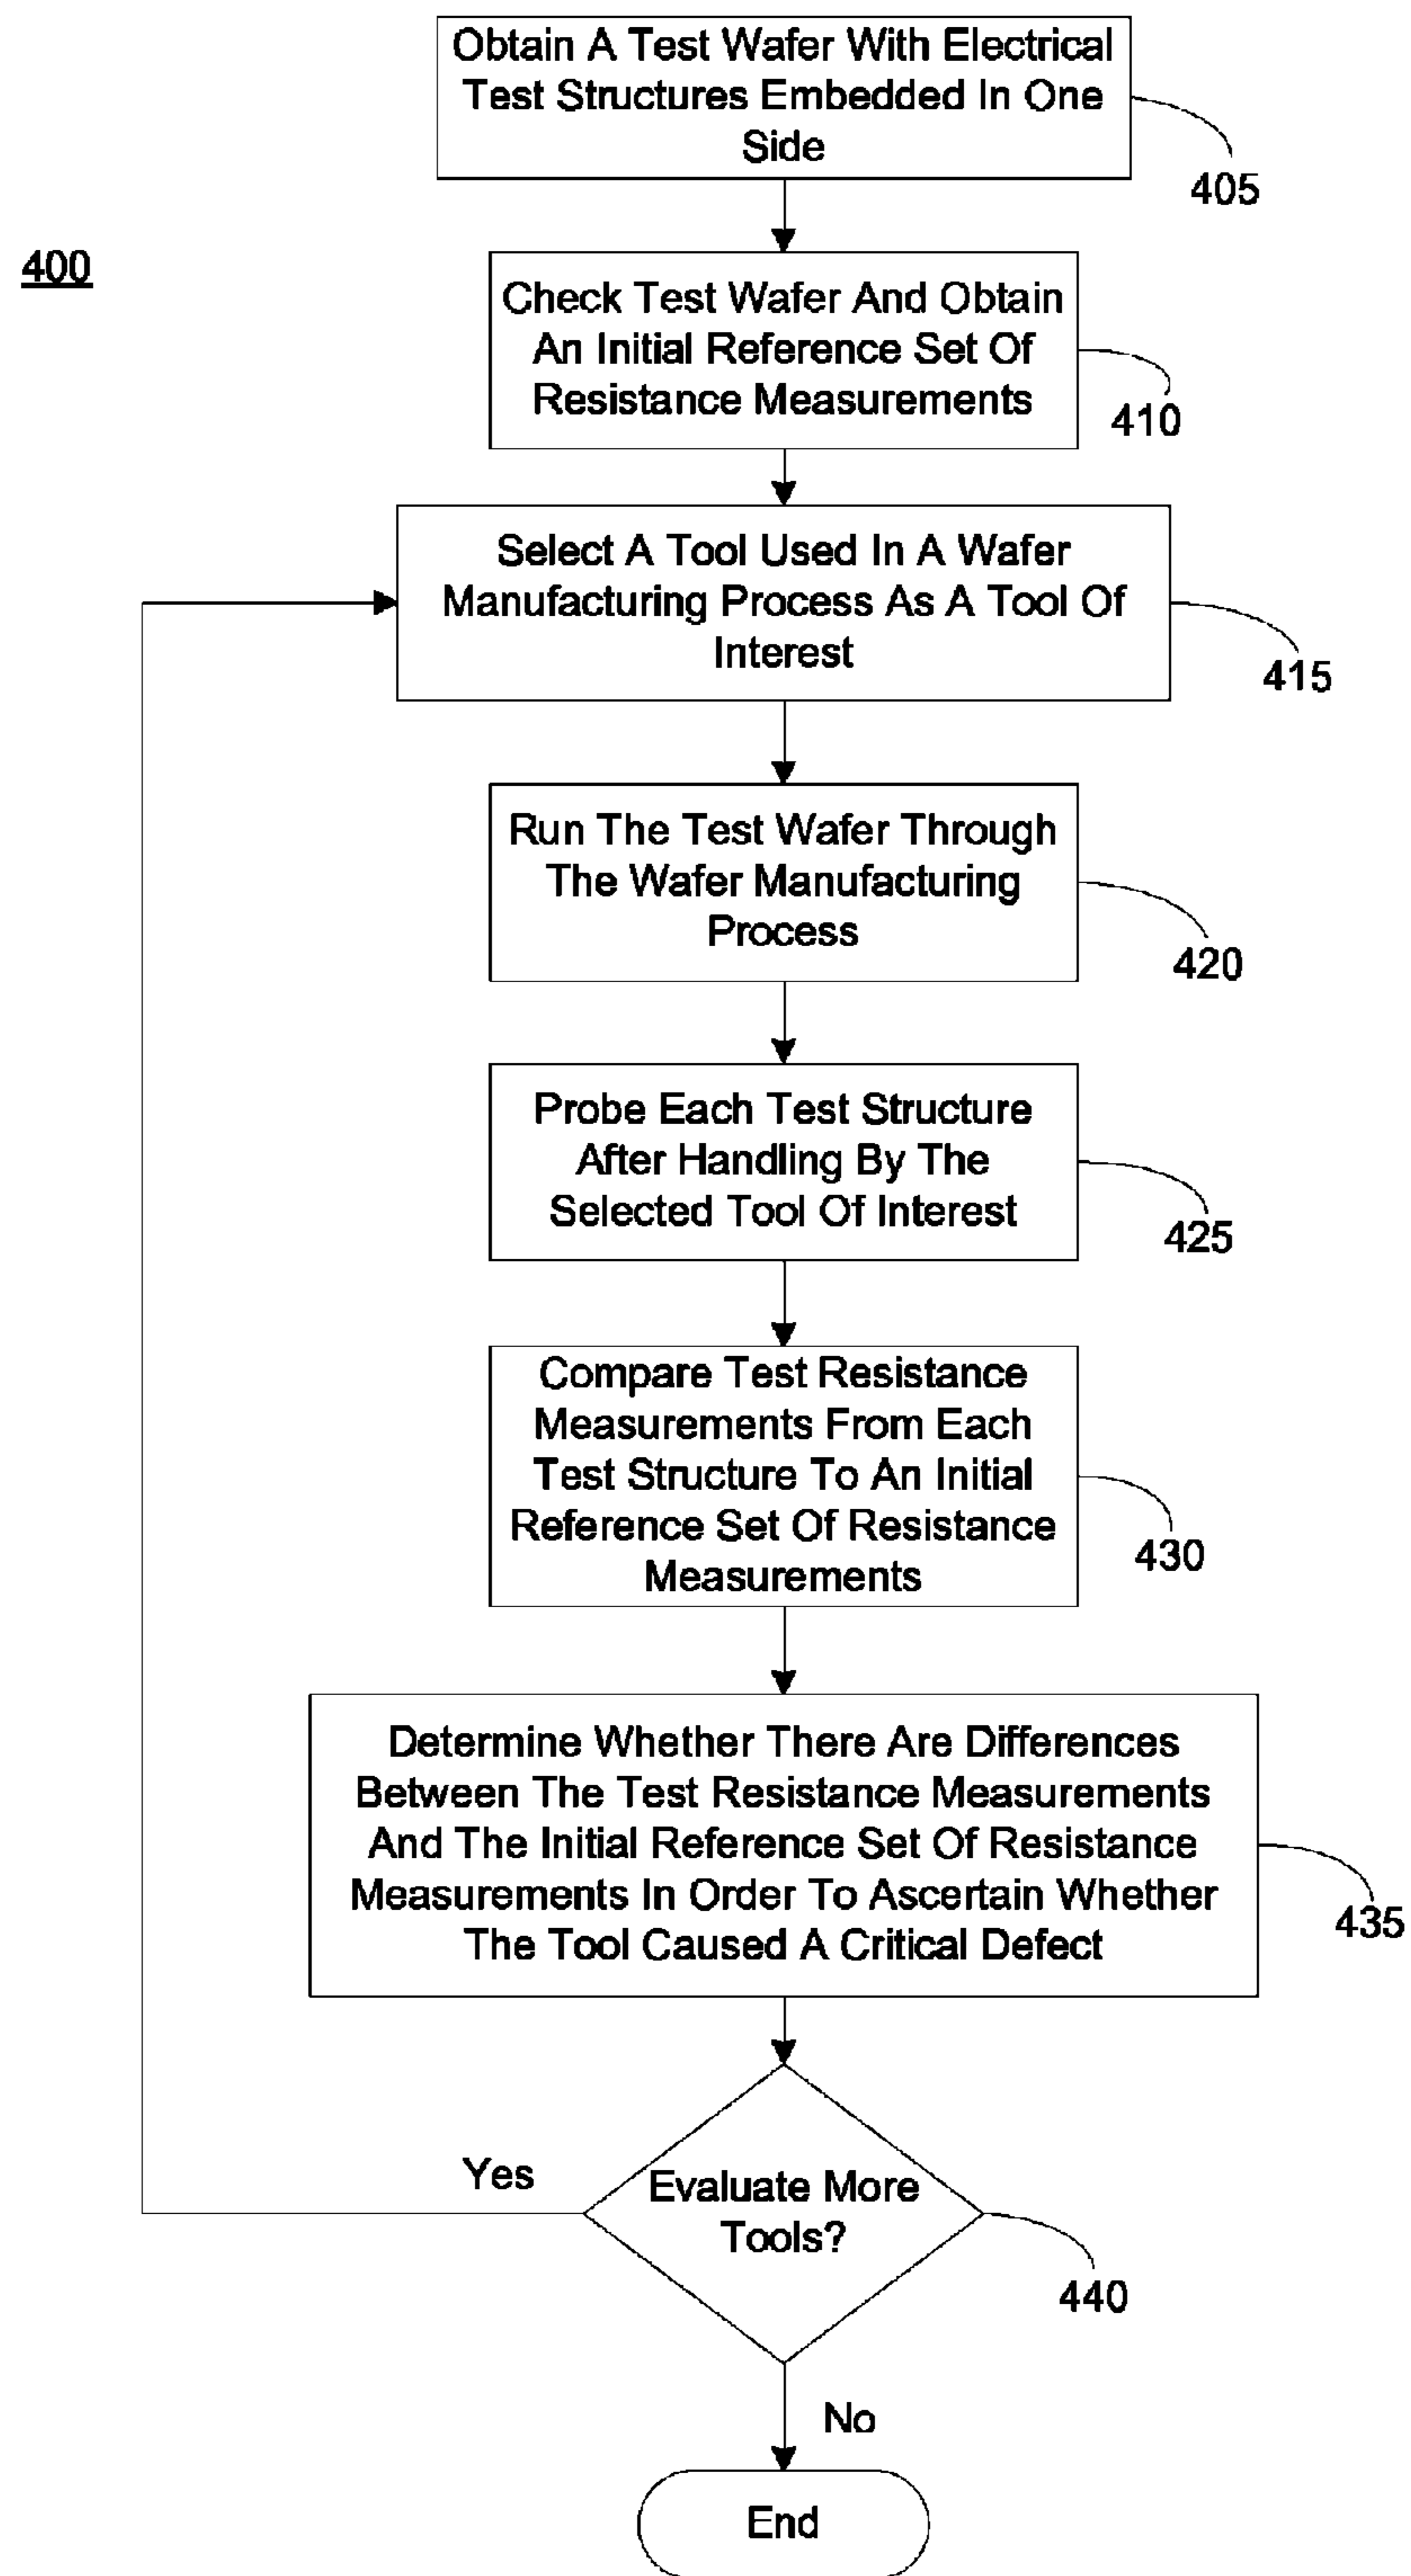 Obtain A Test Wafer With Electrical
Test Structures Embedded In One
Side
405
400
Check Test Wafer And Obtain
An Initial Reference Set Of
Resistance Measurements
410
Select A Tool Used In A Wafer
Manufacturing Process As A Tool Of
Interest
415
Run The Test Wafer Through
The Wafer Manufacturing
Process
420
Probe Each Test Structure
After Handling By The
Selected Tool Of Interest
425
Compare Test Resistance
Measurements From Each
Test Structure To An Initial
Reference Set Of Resistance
Measurements
430
Determine Whether There Are Differences
Between The Test Resistance Measurements
And The Initial Reference Set Of Resistance
Measurements In Order To Ascertain Whether
The Tool Caused A Critical Defect
435
Yes
Evaluate More
Tools?
440
No
End